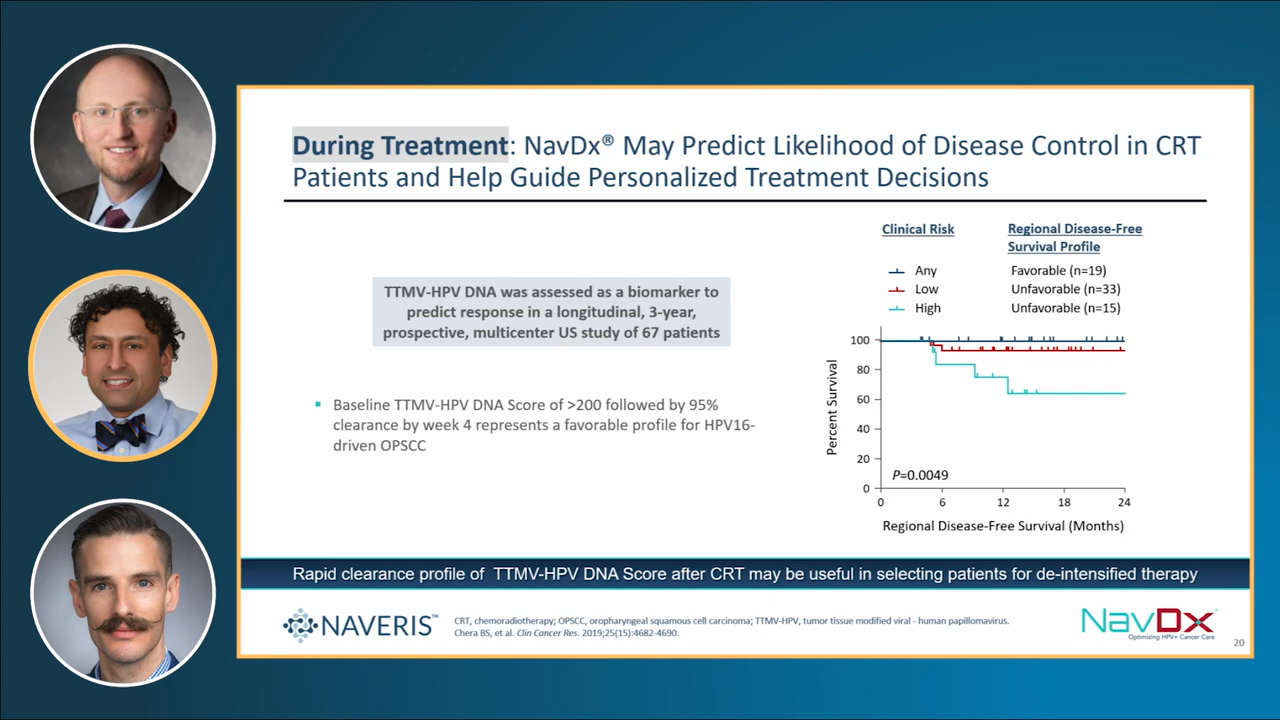 During Treatment: NavDx® May Predict Likelihood of Disease Control in CRT
Patients and Help Guide Personalized Treatment Decisions
TTMV-HPV DNA was assessed as a biomarker to
predict response in a longitudinal, 3-year,
prospective, multicenter US study of 67 patients
Baseline TTMV-HPV DNA Score of >200 followed by 95%
clearance by week 4 represents a favorable profile for HPV16-
driven OPSCC
Clinical Risk Regional Disease-Free
Survival Profile
Any Favorable (n=19)
Low Unfavorable (n=33)
High Unfavorable (n=15)
Percent Survival
100
80
60
40
20
0
P=0.0049
0 6 12 18 24
Regional Disease-Free Survival (Months)
Rapid clearance profile of TTMV-HPV DNA Score after CRT may be useful in selecting patients for de-intensified therapy
NAVERIS™
CRT, chemoradiotherapy; OPSCC, oropharyngeal squamous cell carcinoma; TTMV-HPV, tumor tissue modified viral - human papillomavirus.
Chera BS, et al. Clin Cancer Res. 2019;25(15):4682-4690.
NavDx®
Optimizing HPV+ Cancer Care
20